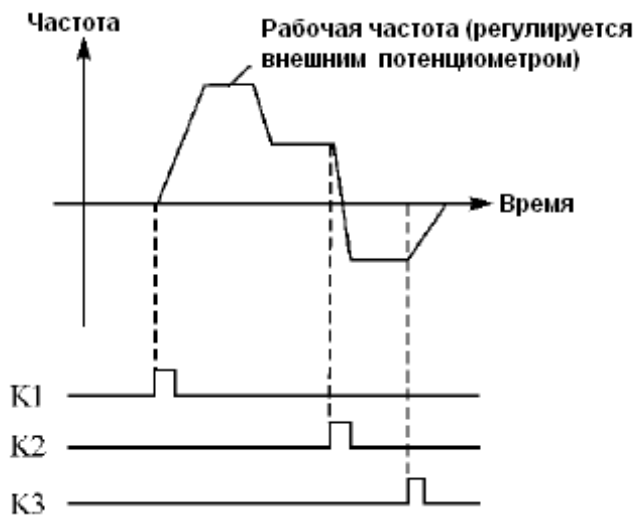 Частота
Рабочая частота (регулируется
внешним потенциометром)
Время
K1
K2
K3